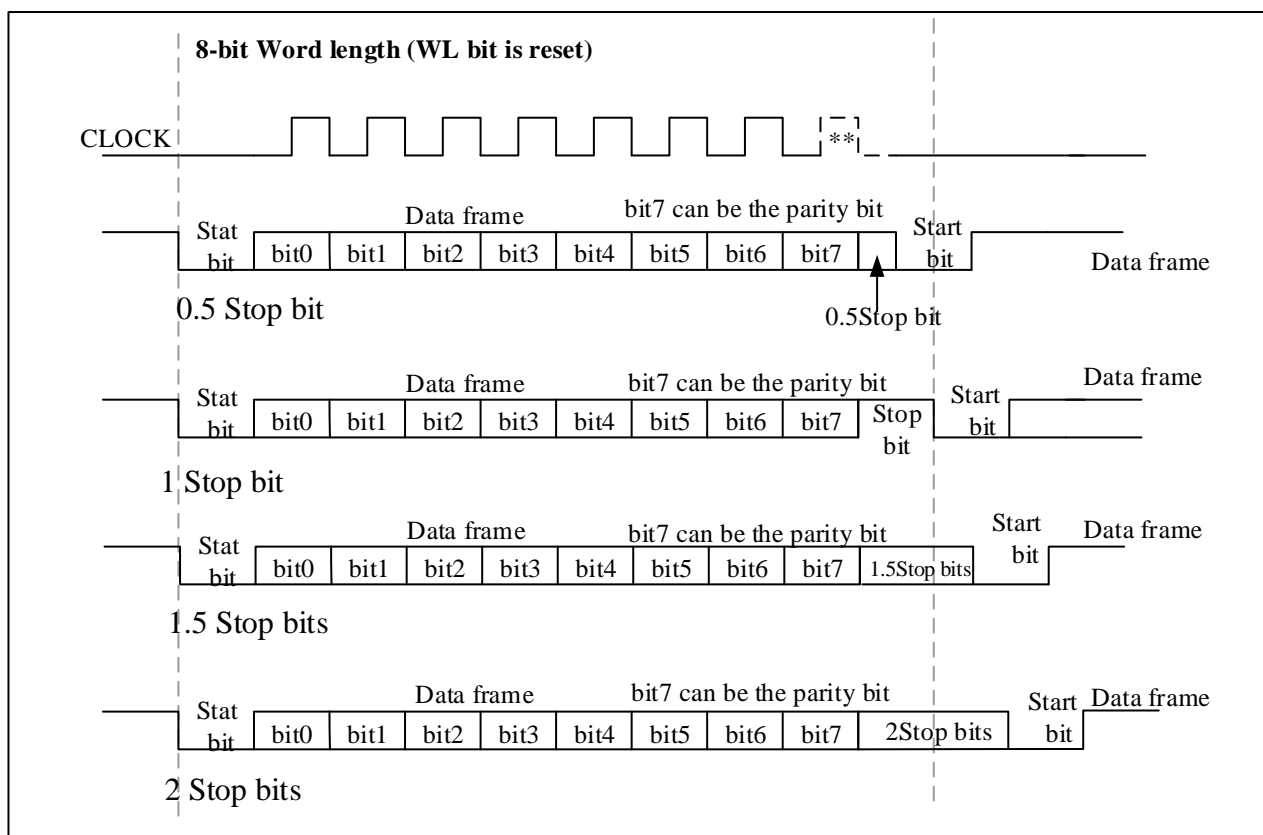 8-bit Word length (WL bit is reset)
CLOCK
**
Data frame
bit7 can be the parity bit
Stat
bit
bit0 bit1 bit2 bit3 bit4 bit5 bit6 bit7
Start
bit
Data frame
0.5 Stop bit
0.5Stop bit
Data frame
bit7 can be the parity bit
Data frame
Stat
bit
bit0 bit1 bit2 bit3 bit4 bit5 bit6 bit7
Stop
bit
Start
bit
1 Stop bit
Data frame
bit7 can be the parity bit
Start
bit
Data frame
Stat
bit
bit0 bit1 bit2 bit3 bit4 bit5 bit6 bit7
1.5Stop bits
1.5 Stop bits
Data frame
bit7 can be the parity bit
Start
bit
Data frame
Stat
bit
bit0 bit1 bit2 bit3 bit4 bit5 bit6 bit7
2Stop bits
2 Stop bits